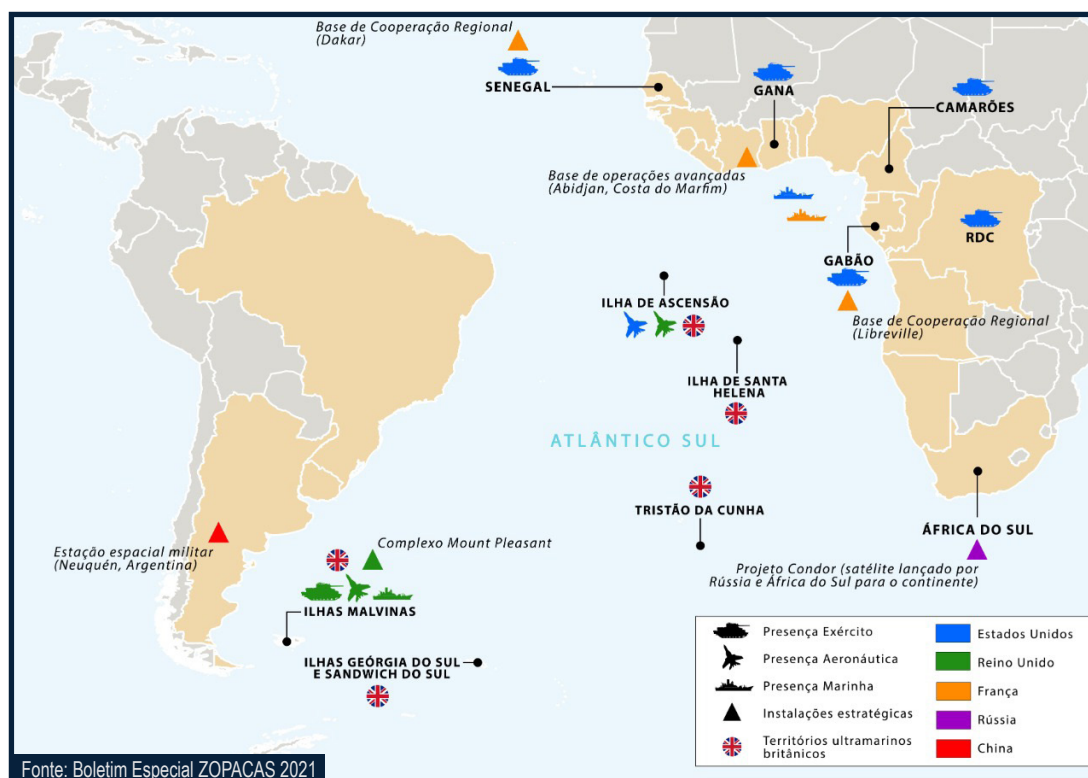 Base de Cooperação Regional
(Dakar)
SENEGAL
GANA
CAMARÕES
Base de operações avançadas
(Abidjan, Costa do Marfim)
RDC
GABÃO
Base de Cooperação Regional
(Libreville)
ILHA DE ASCENSÃO
ILHA DE SANTA
HELENA
ATLÂNTICO SUL
TRISTÃO DA CUNHA
ÁFRICA DO SUL
Projeto Condor (satélite lançado por
Rússia e África do Sul para o continente)
Estação espacial militar
(Neuquén, Argentina)
Complexo Mount Pleasant
ILHAS MALVINAS
ILHAS GEÓRGIA DO SUL
E SANDWICH DO SUL
Presença Exército
Presença Aeronáutica
Presença Marinha
Instalações estratégicas
Territórios ultramarinos
britânicos
Estados Unidos
Reino Unido
França
Rússia
China
Fonte: Boletim Especial ZOPACAS 2021